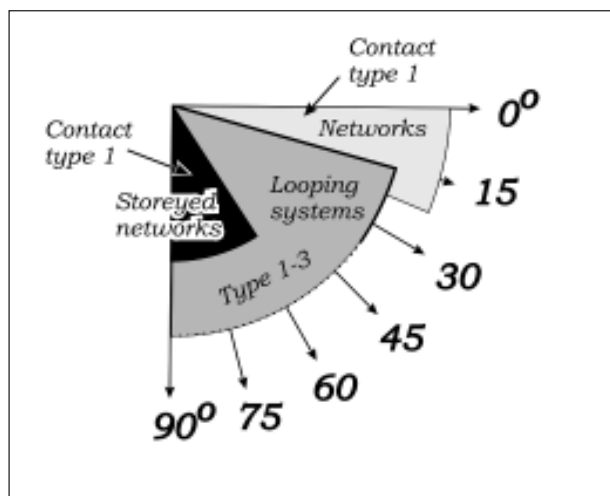 Contact
type 1
0º
Networks
Contact
type 1
15
Looping
systems
Storeyed
networks
30
Type 1-3
45
60
75
90º